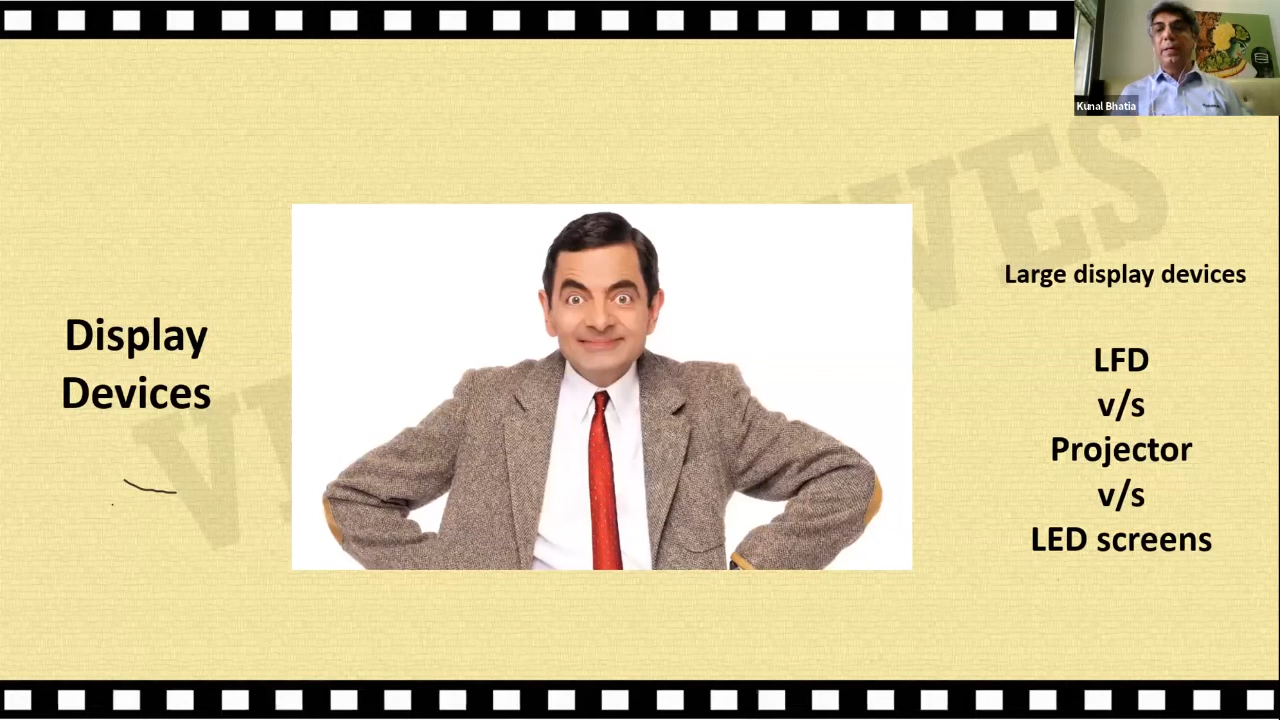 Kunal Bhatia
Display
Devices
Large display devices
LFD
v/s
Projector
v/s
LED screens